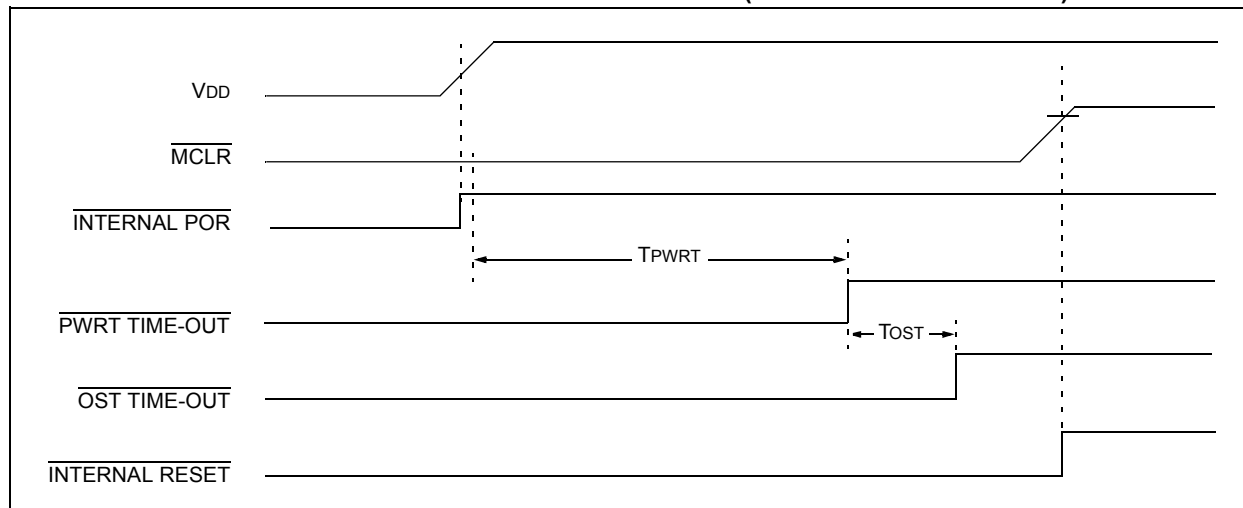 VDD
MCLR
INTERNAL POR
TPWRT
PWRT TIME-OUT
TOST
OST TIME-OUT
INTERNAL RESET